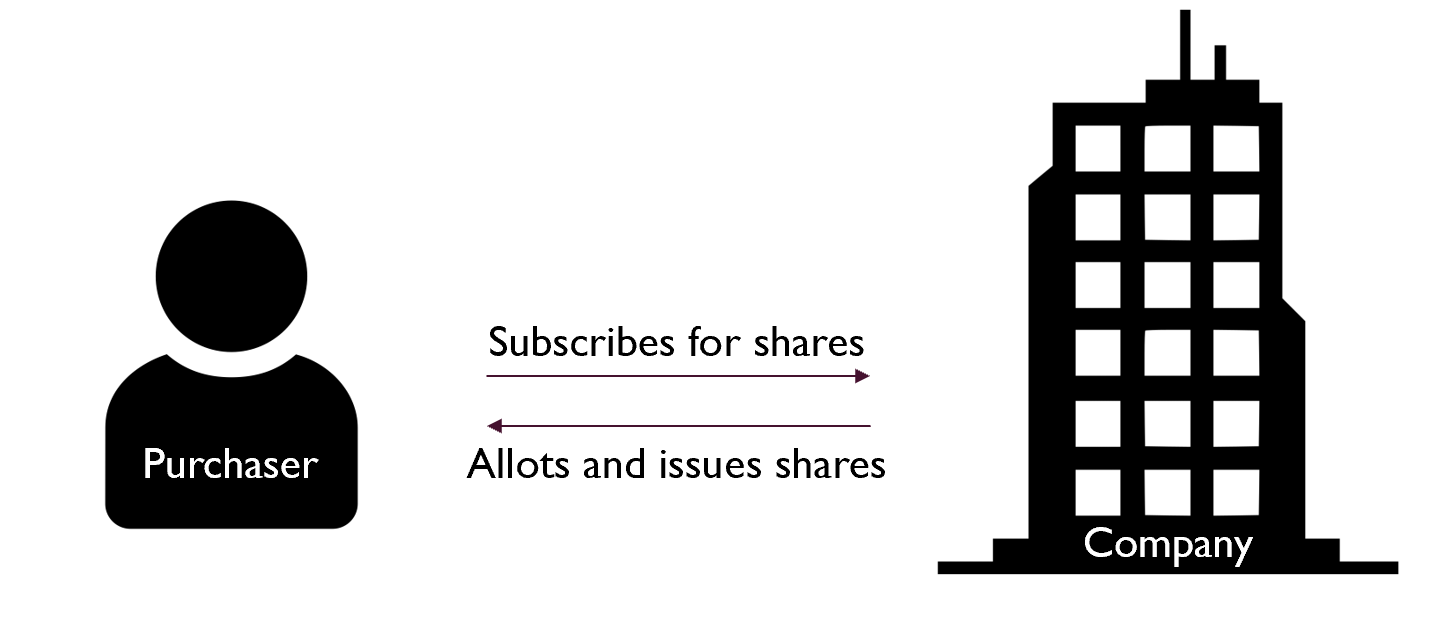 Subscribes for shares
Purchaser
Allots and issues shares
Company